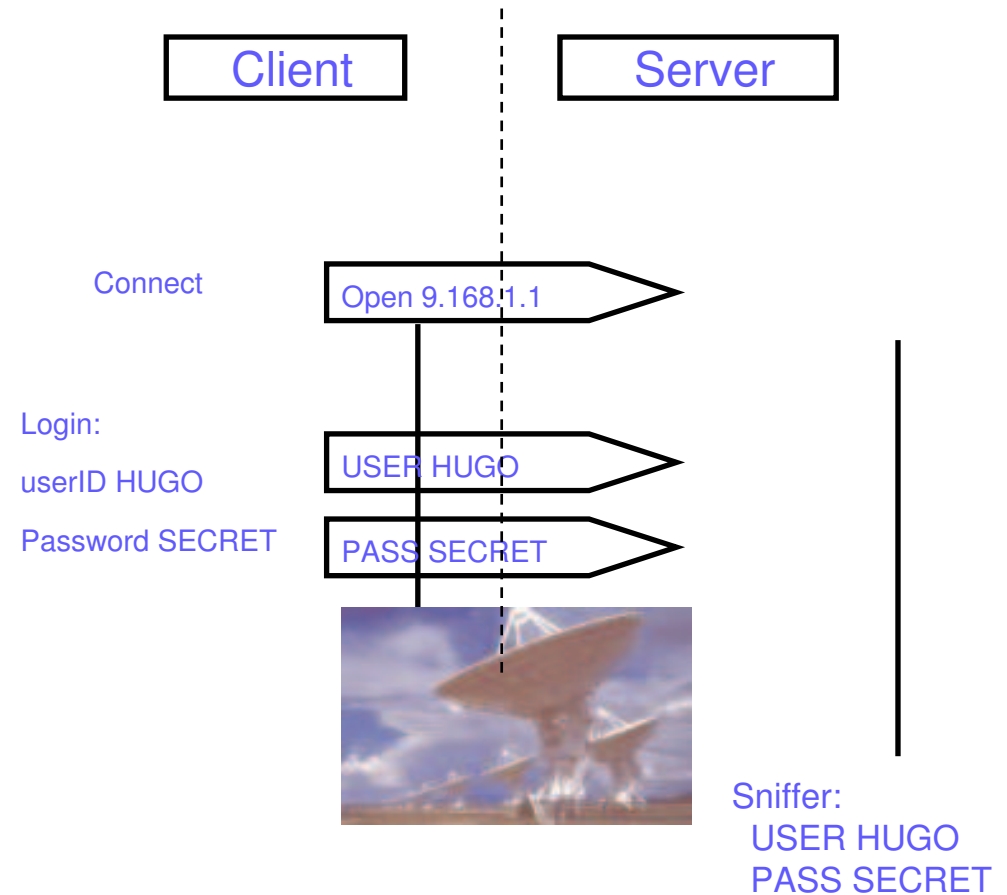 Client
Server
Connect
Open 9.168.1.1
Login:
userID HUGO
USER HUGO
Password SECRET
PASS SECRET
Sniffer:
USER HUGO
PASS SECRET